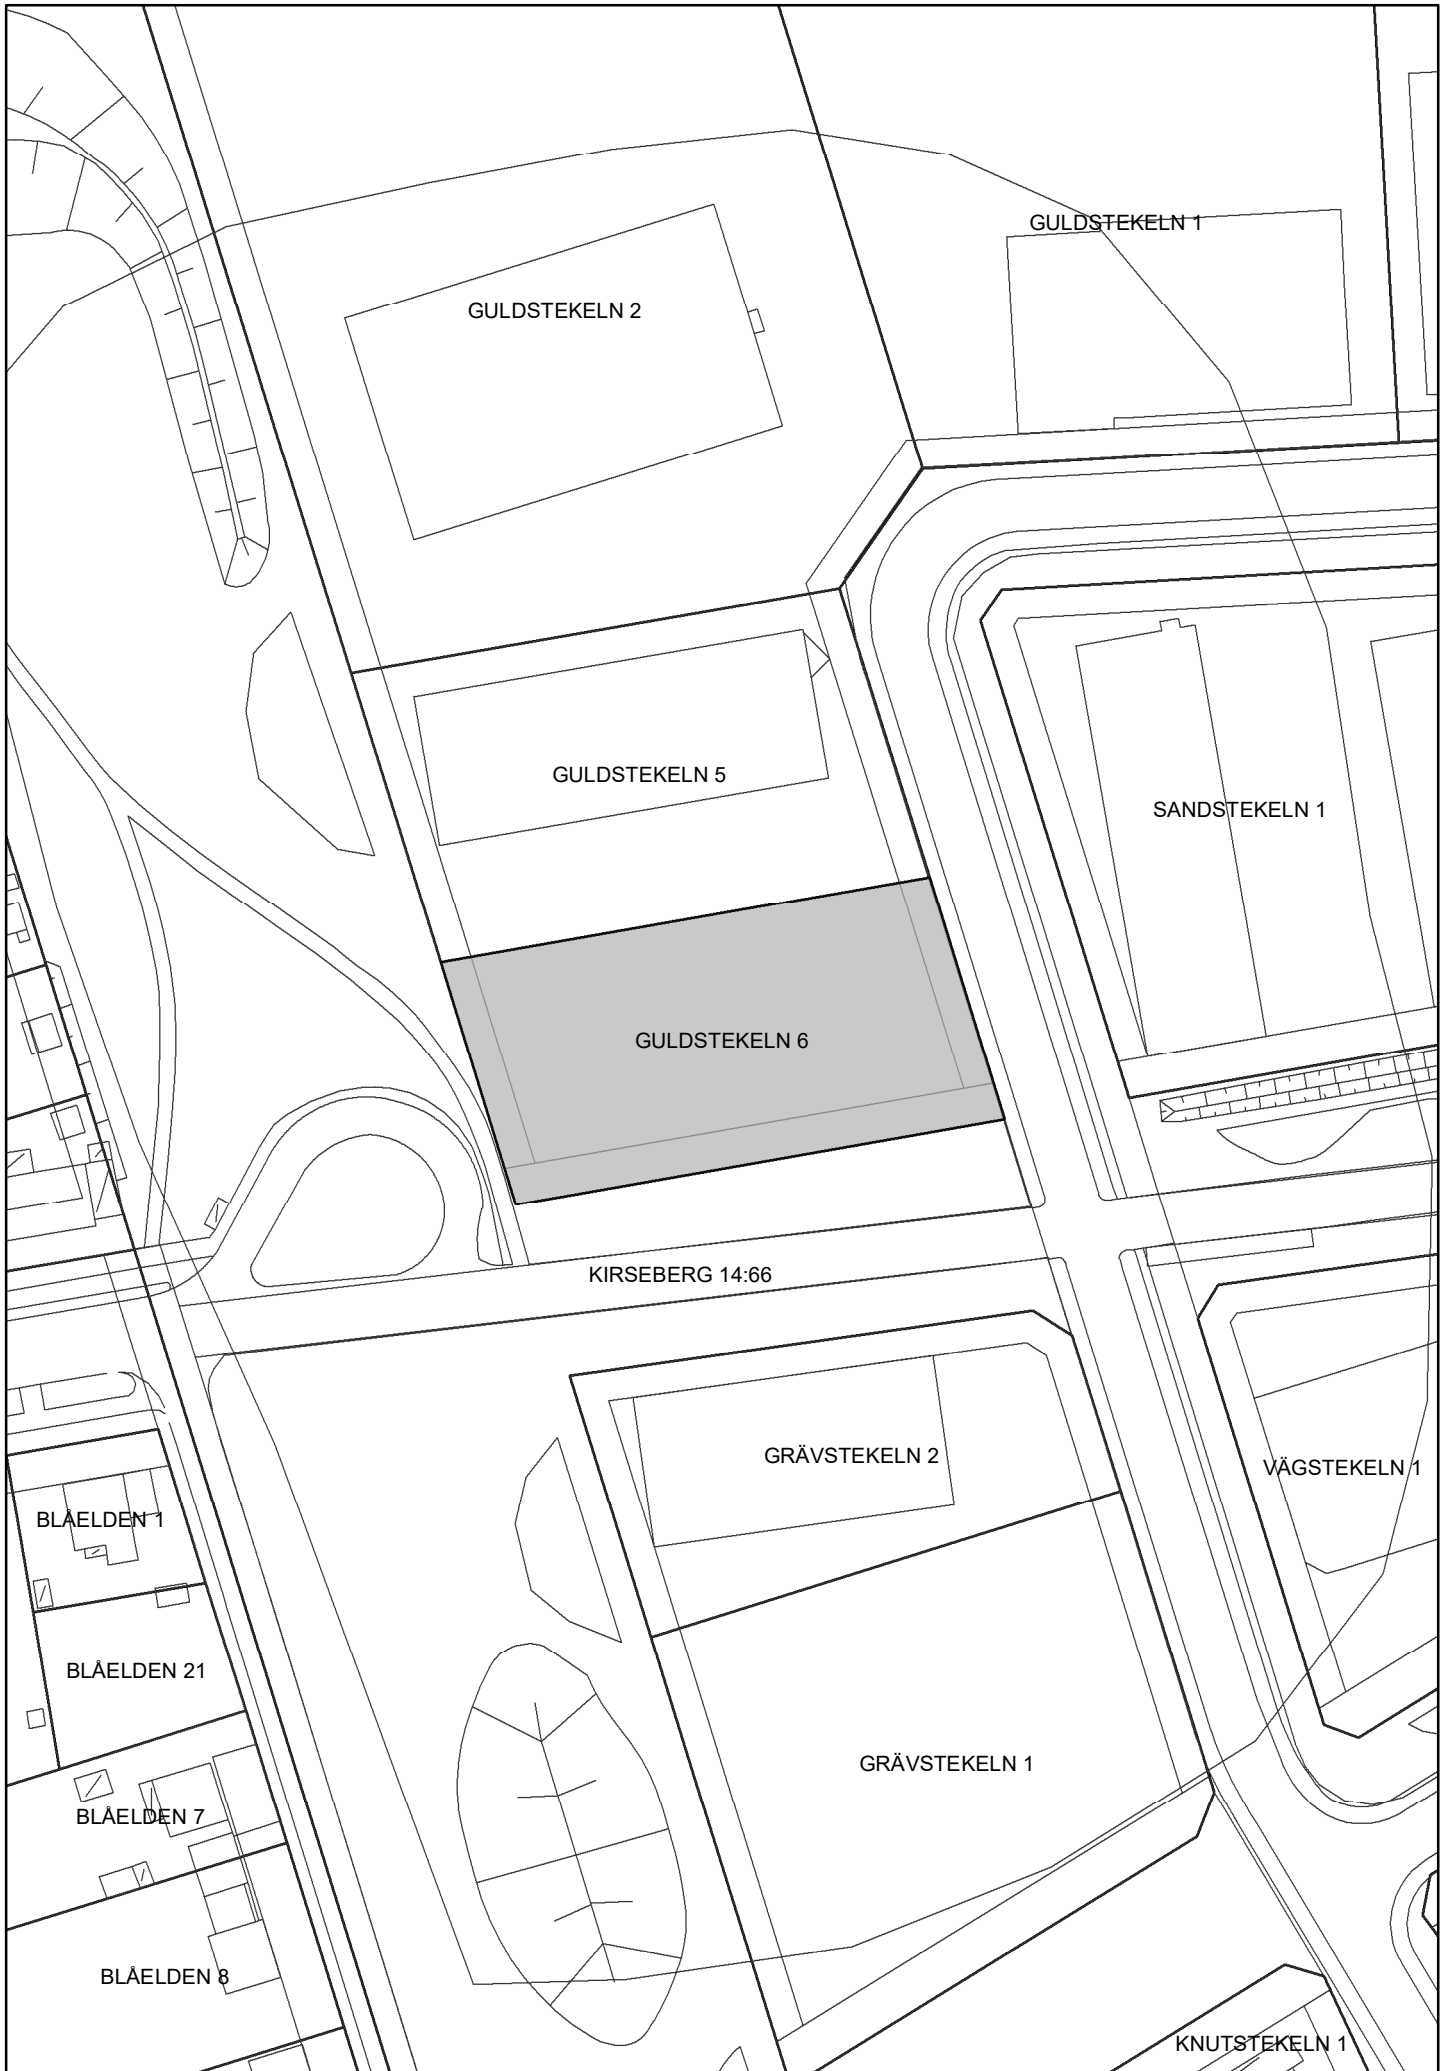 GULDSTEKELN 1
GULDSTEKELN 2
GULDSTEKELN 5
SANDSTEKELN 1
GULDSTEKELN 6
KIRSEBERG 14:66
GRÄVSTEKELN 2
VÄGSTEKELN 1
BLÅELDEN 1
BLÅELDEN 21
GRÄVSTEKELN 1
BLÅELDEN 7
BLÅELDEN 8
KNUTSTEKELN 1